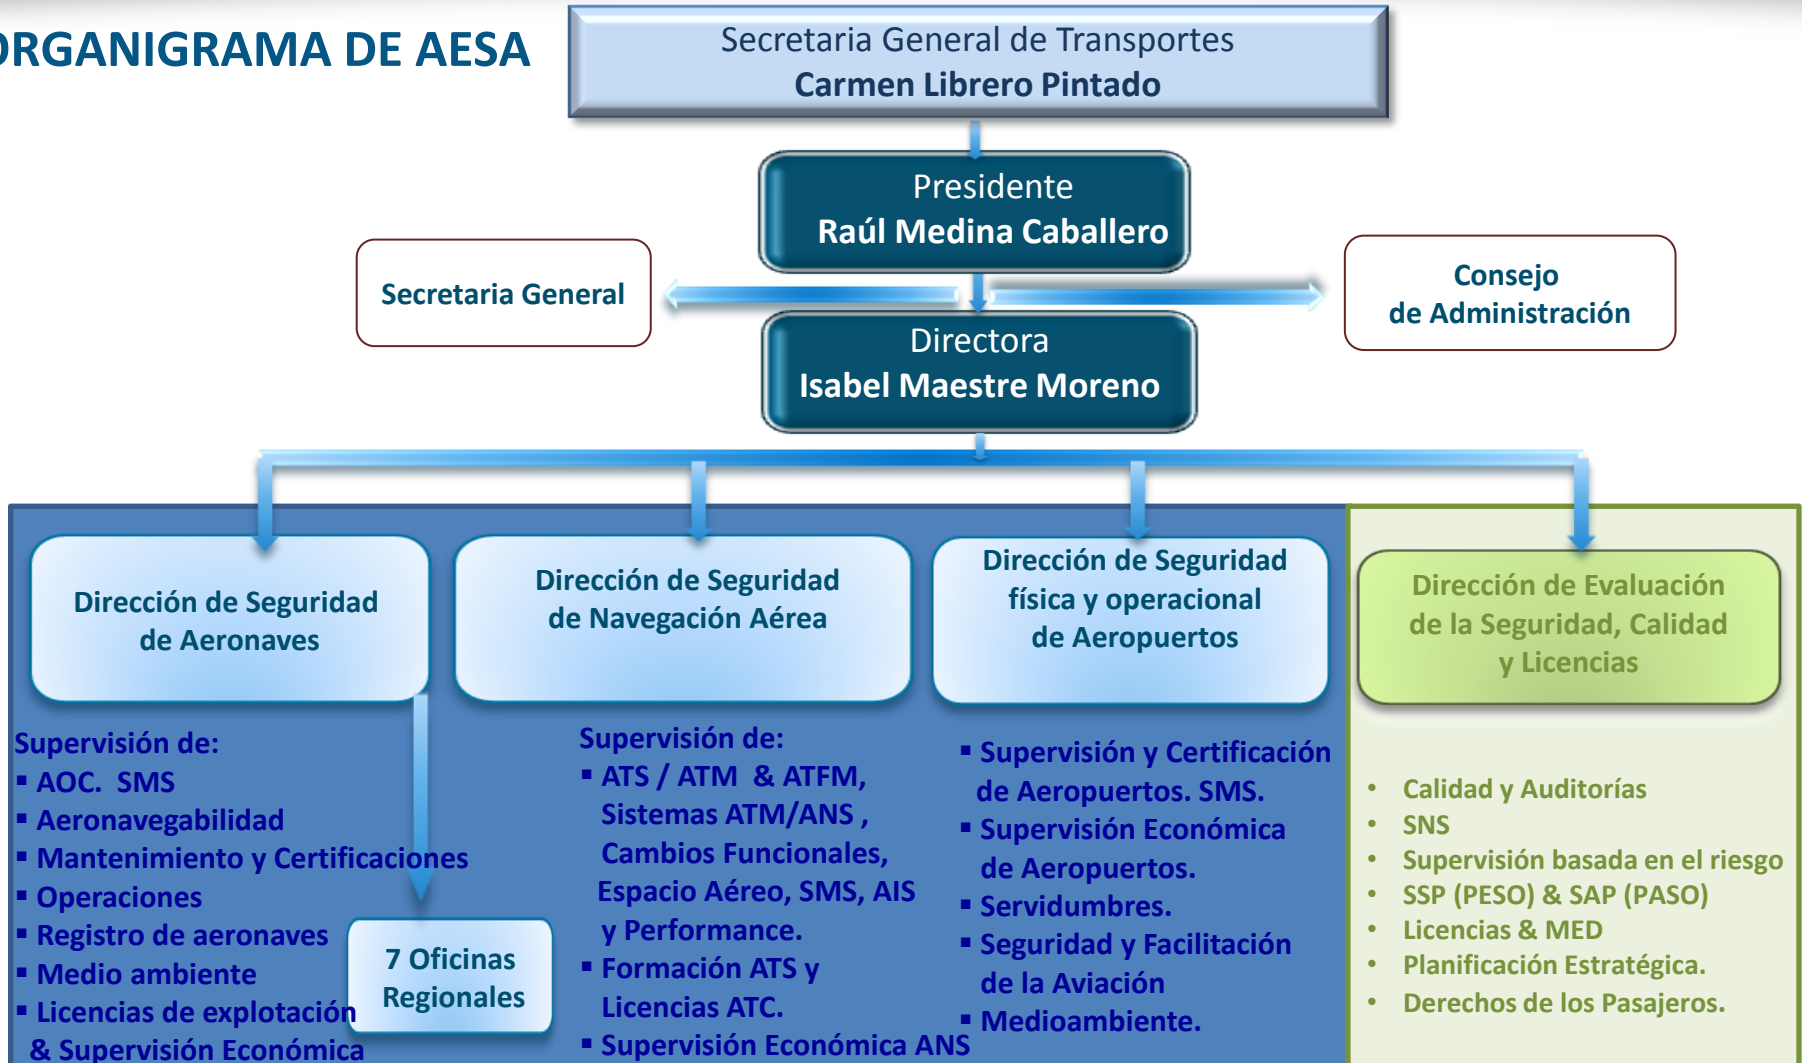 ORGANIGRAMA DE AESA
Secretaria General de Transportes
Carmen Librero Pintado
Presidente
Raúl Medina Caballero
Secretaria General
Consejo
de Administración
Directora
Isabel Maestre Moreno
Dirección de Seguridad
de Aeronaves
Supervisión de:
▪ AOC. SMS
▪ Aeronavegabilidad
▪ Mantenimiento y Certificaciones
▪ Operaciones
▪ Registro de aeronaves
▪ Medio ambiente
▪ Licencias de explotación
& Supervisión Económica
7 Oficinas
Regionales
Dirección de Seguridad
de Navegación Aérea
Supervisión de:
▪ ATS / ATM & ATFM,
Sistemas ATM/ANS ,
Cambios Funcionales,
Espacio Aéreo, SMS, AIS
y Performance.
▪ Formación ATS y
Licencias ATC.
▪ Supervisión Económica ANS
Dirección de Seguridad
física y operacional
de Aeropuertos
▪ Supervisión y Certificación
de Aeropuertos. SMS.
▪ Supervisión Económica
de Aeropuertos.
▪ Servidumbres.
▪ Seguridad y Facilitación
de la Aviación
▪ Medioambiente.
Dirección de Evaluación
de la Seguridad, Calidad
y Licencias
• Calidad y Auditorías
• SNS
• Supervisión basada en el riesgo
• SSP (PESO) & SAP (PASO)
• Licencias & MED
• Planificación Estratégica.
• Derechos de los Pasajeros.